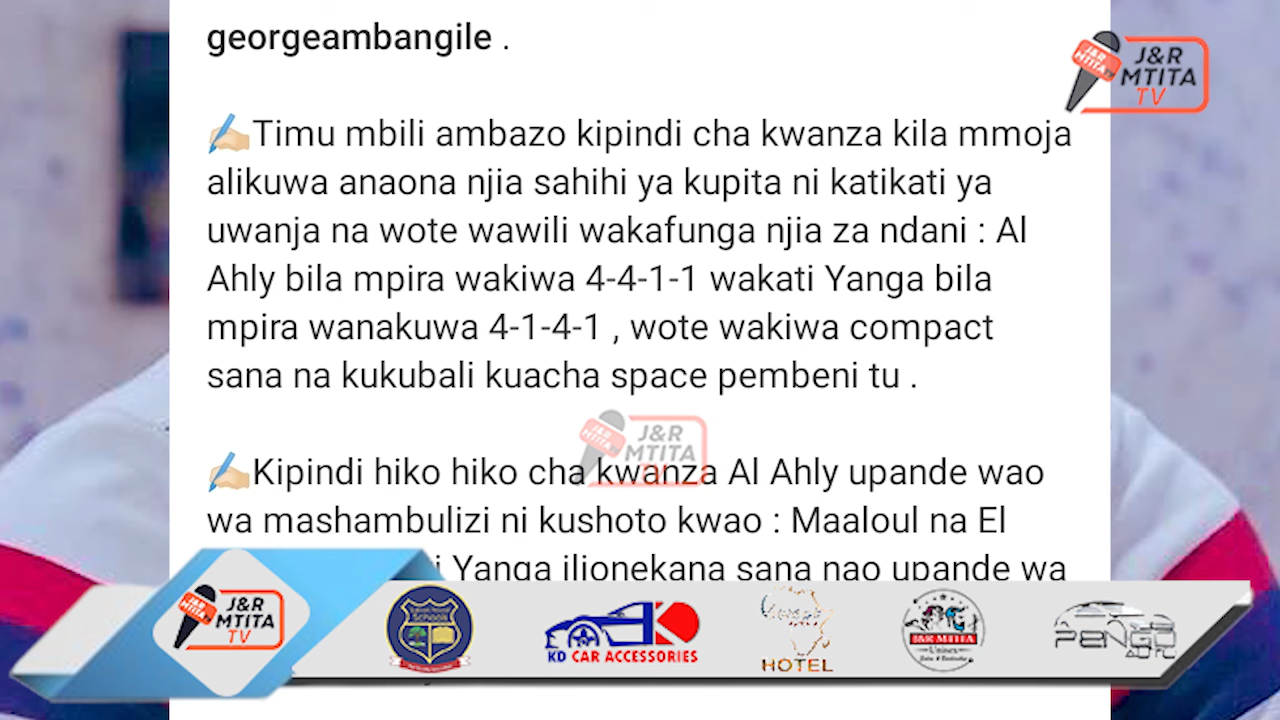 georgeambangile .
J&R
MTITA
TV
✍🏻Timu mbili ambazo kipindi cha kwanza kila mmoja
alikuwa anaona njia sahihi ya kupita ni katikati ya
uwanja na wote wawili wakafunga njia za ndani : Al
Ahly bila mpira wakiwa 4-4-1-1 wakati Yanga bila
mpira wanakuwa 4-1-4-1 , wote wakiwa compact
sana na kukubali kuacha space pembeni tu .
J&R
MTITA
TV
✍🏻Kipindi hiko hiko cha kwanza Al Ahly upande wao
wa mashambulizi ni kushoto kwao : Maaloul na El
Yanga ilionekana sana nao upande wa
J&R
MTITA
TV
Schools
KD CAR ACCESSORIES
HOTEL
J&R MTITA
Unisex
PENGO